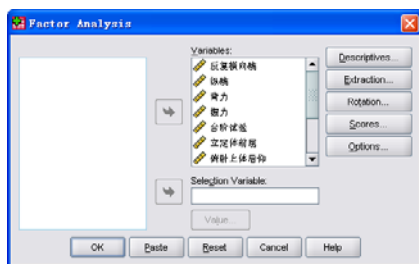 Factor Analysis
Variables:
反复横向跳
纵跳
背力
握力
台阶试验
立定体前屈
俯卧上体后仰
Selection Variable:
Value...
Descriptives...
Extraction...
Rotation...
Scores...
Options...
OK
Paste
Reset
Cancel
Help